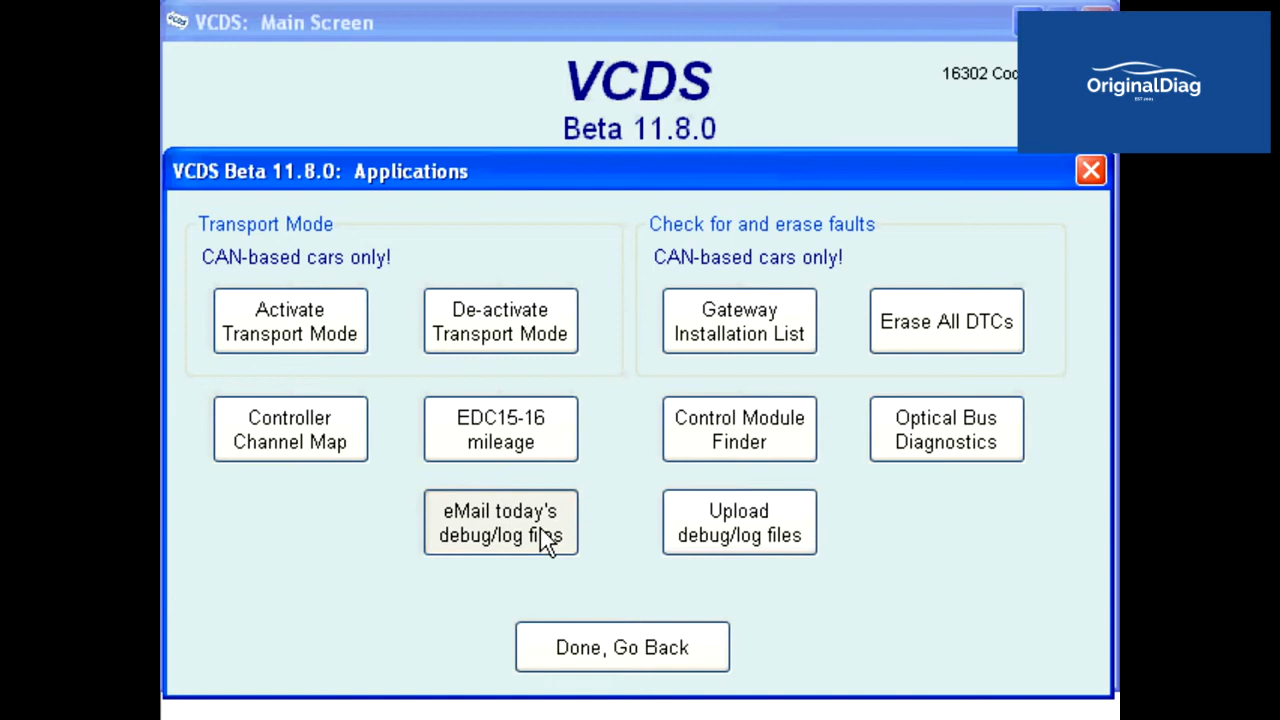 VCDS: Main Screen
VCDS
Beta 11.8.0
16302
OriginalDiag
VCDS Beta 11.8.0: Applications
Transport Mode
CAN-based cars only!
Activate
Transport Mode
De-activate
Transport Mode
Check for and erase faults
CAN-based cars only!
Gateway
Installation List
Erase All DTCs
Controller
Channel Map
EDC15-16
mileage
Control Module
Finder
Optical Bus
Diagnostics
eMail today's
debug/log files
Upload
debug/log files
Done, Go Back